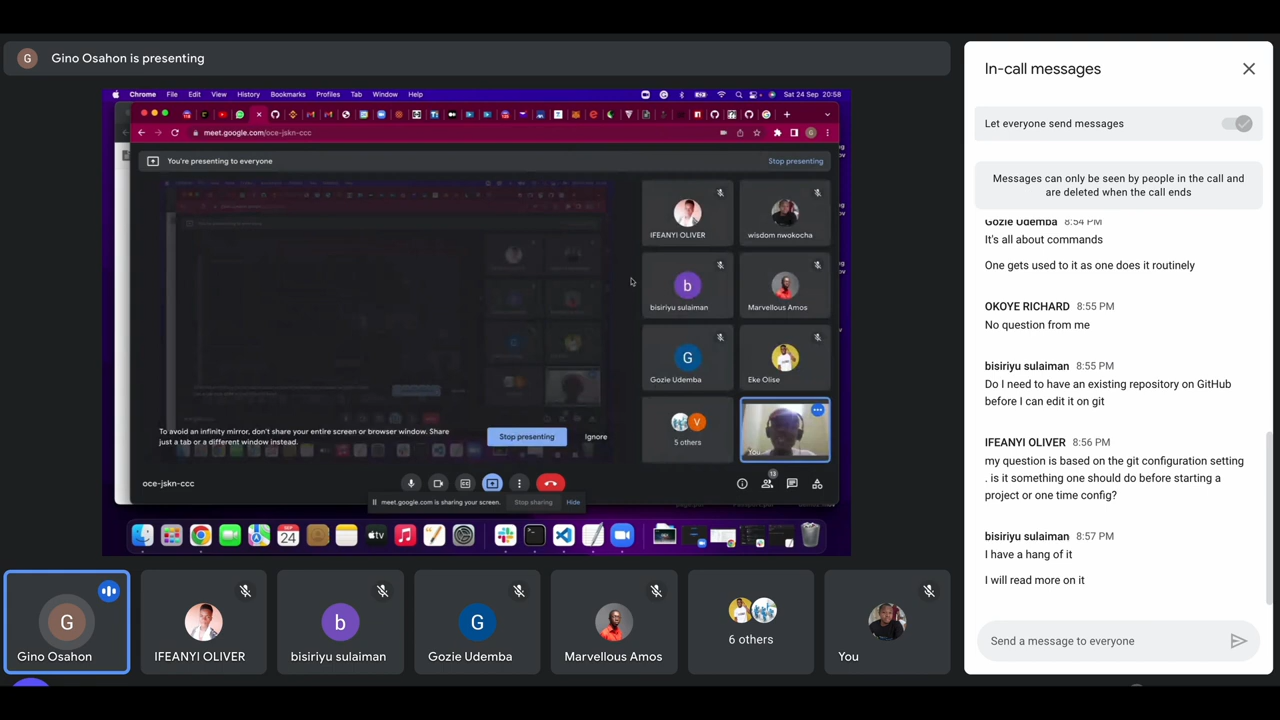 G
Gino Osahon is presenting
Chrome File Edit View History Bookmarks Profiles Tab Window Help
Sat 24 Sep 20:58
meet.google.com/oce-jskn-ccc
You're presenting to everyone
Stop presenting
IFEANYI OLIVER
wisdom nwokocha
b
bisiriyu sulaiman
Marvellous Amos
G
Gozie Udemba
Eke Olise
V
5 others
You
To avoid an infinity mirror, don't share your entire screen or browser window. Share
just a tab or a different window instead.
Stop presenting
Ignore
oce-jskn-ccc
13
meet.google.com is sharing your screen.
Stop sharing
Hide
SEP
24
tv
G
Gino Osahon
IFEANYI OLIVER
b
bisiriyu sulaiman
G
Gozie Udemba
Marvellous Amos
6 others
You
In-call messages
Let everyone send messages
Messages can only be seen by people in the call and
are deleted when the call ends
Gozie Udemba 8:54 PM
It's all about commands
One gets used to it as one does it routinely
OKOYE RICHARD 8:55 PM
No question from me
bisiriyu sulaiman 8:55 PM
Do I need to have an existing repository on GitHub
before I can edit it on git
IFEANYI OLIVER 8:56 PM
my question is based on the git configuration setting
. is it something one should do before starting a
project or one time config?
bisiriyu sulaiman 8:57 PM
I have a hang of it
I will read more on it
Send a message to everyone